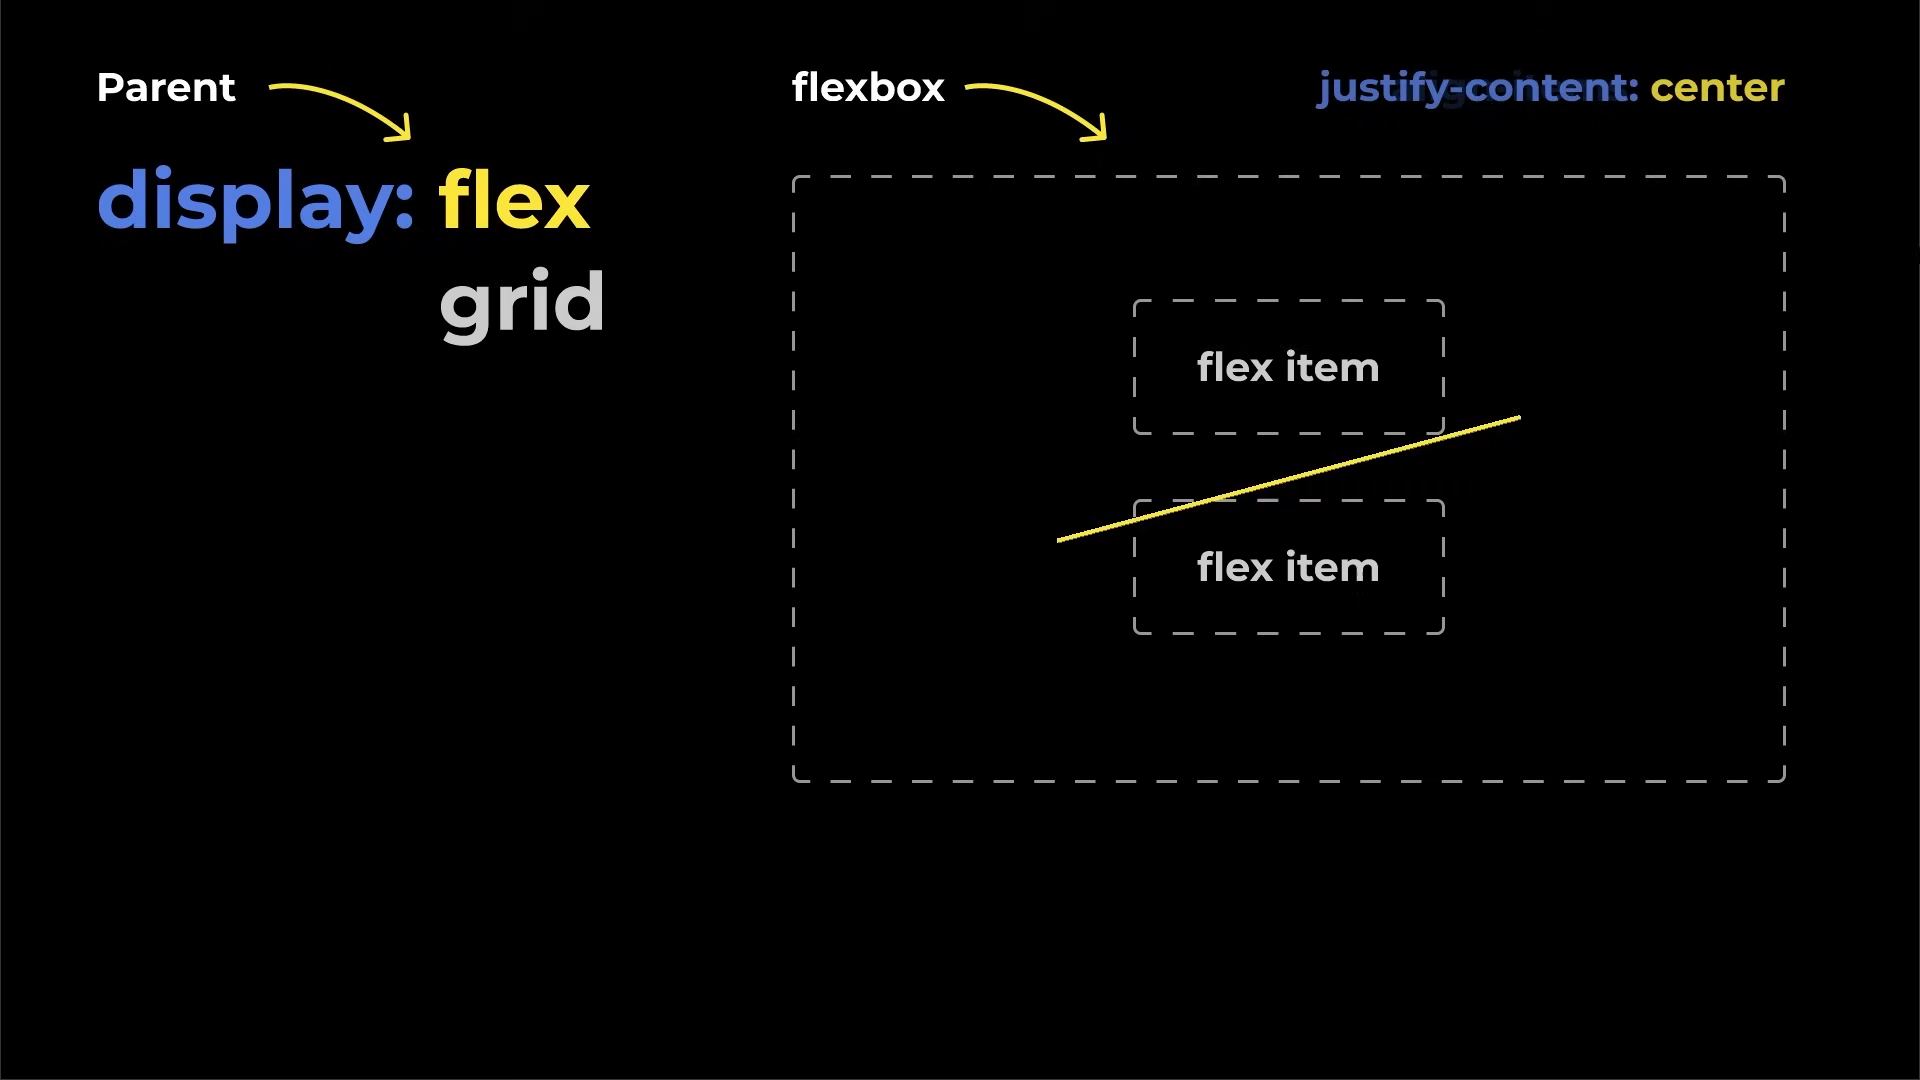 Parent
display: flex
grid
flexbox
justify-content: center
flex item
flex item